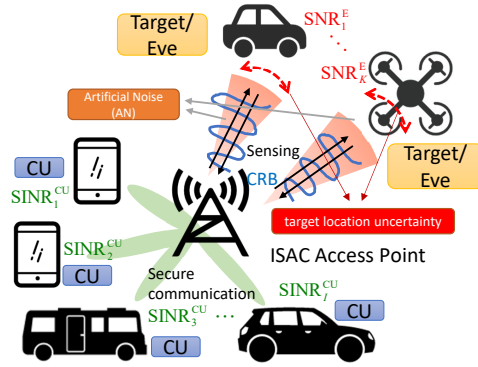 Target/
Eve
SNR₁ᴱ
⋱
SNR_K^E
Artificial Noise
(AN)
Target/
Eve
Sensing
CRB
CU
SINR₁^CU
target location uncertainty
SINR₂^CU
CU
ISAC Access Point
Secure
communication
SINR₃^CU ⋯
SINR_I^CU
CU
CU